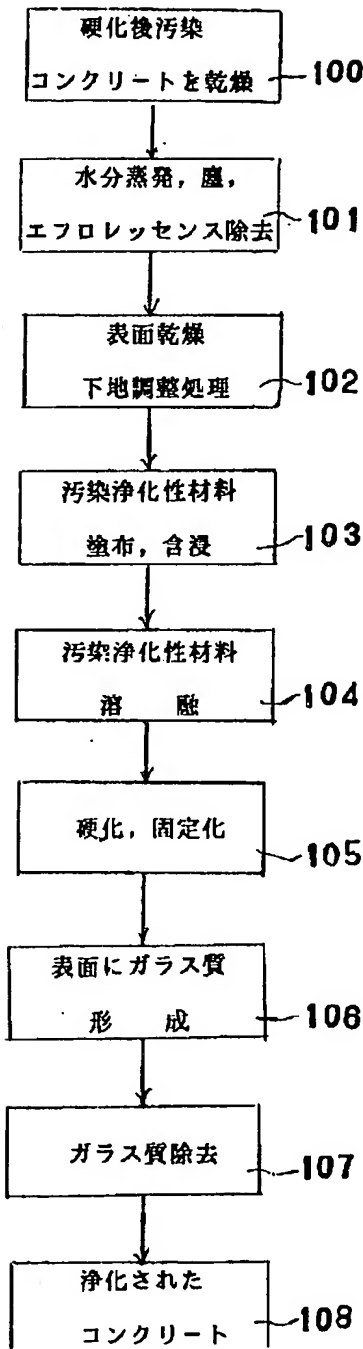 硬化後汚染
コンクリートを乾燥
100
水分蒸発，塵，
エフロレッセンス除去
101
表面乾燥
下地調整処理
102
汚染浄化性材料
塗布，含浸
103
汚染浄化性材料
溶 融
104
硬化，固定化
105
表面にガラス質
形 成
106
ガラス質除去
107
浄化された
コンクリート
108